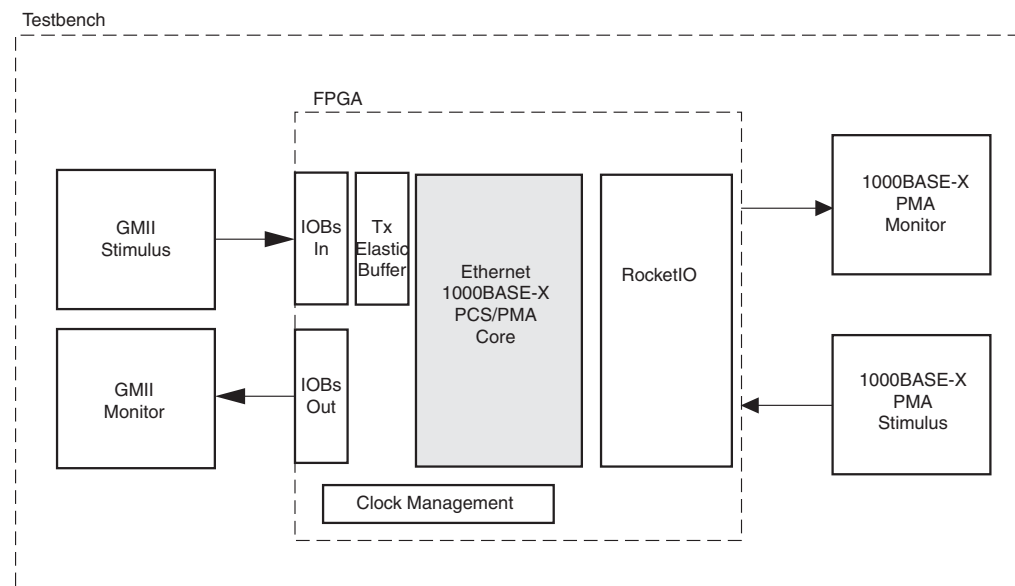 Testbench
FPGA
GMII
Stimulus
IOBs
In
Tx
Elastic
Buffer
Ethernet
1000BASE-X
PCS/PMA
Core
RocketIO
1000BASE-X
PMA
Monitor
GMII
Monitor
IOBs
Out
1000BASE-X
PMA
Stimulus
Clock Management